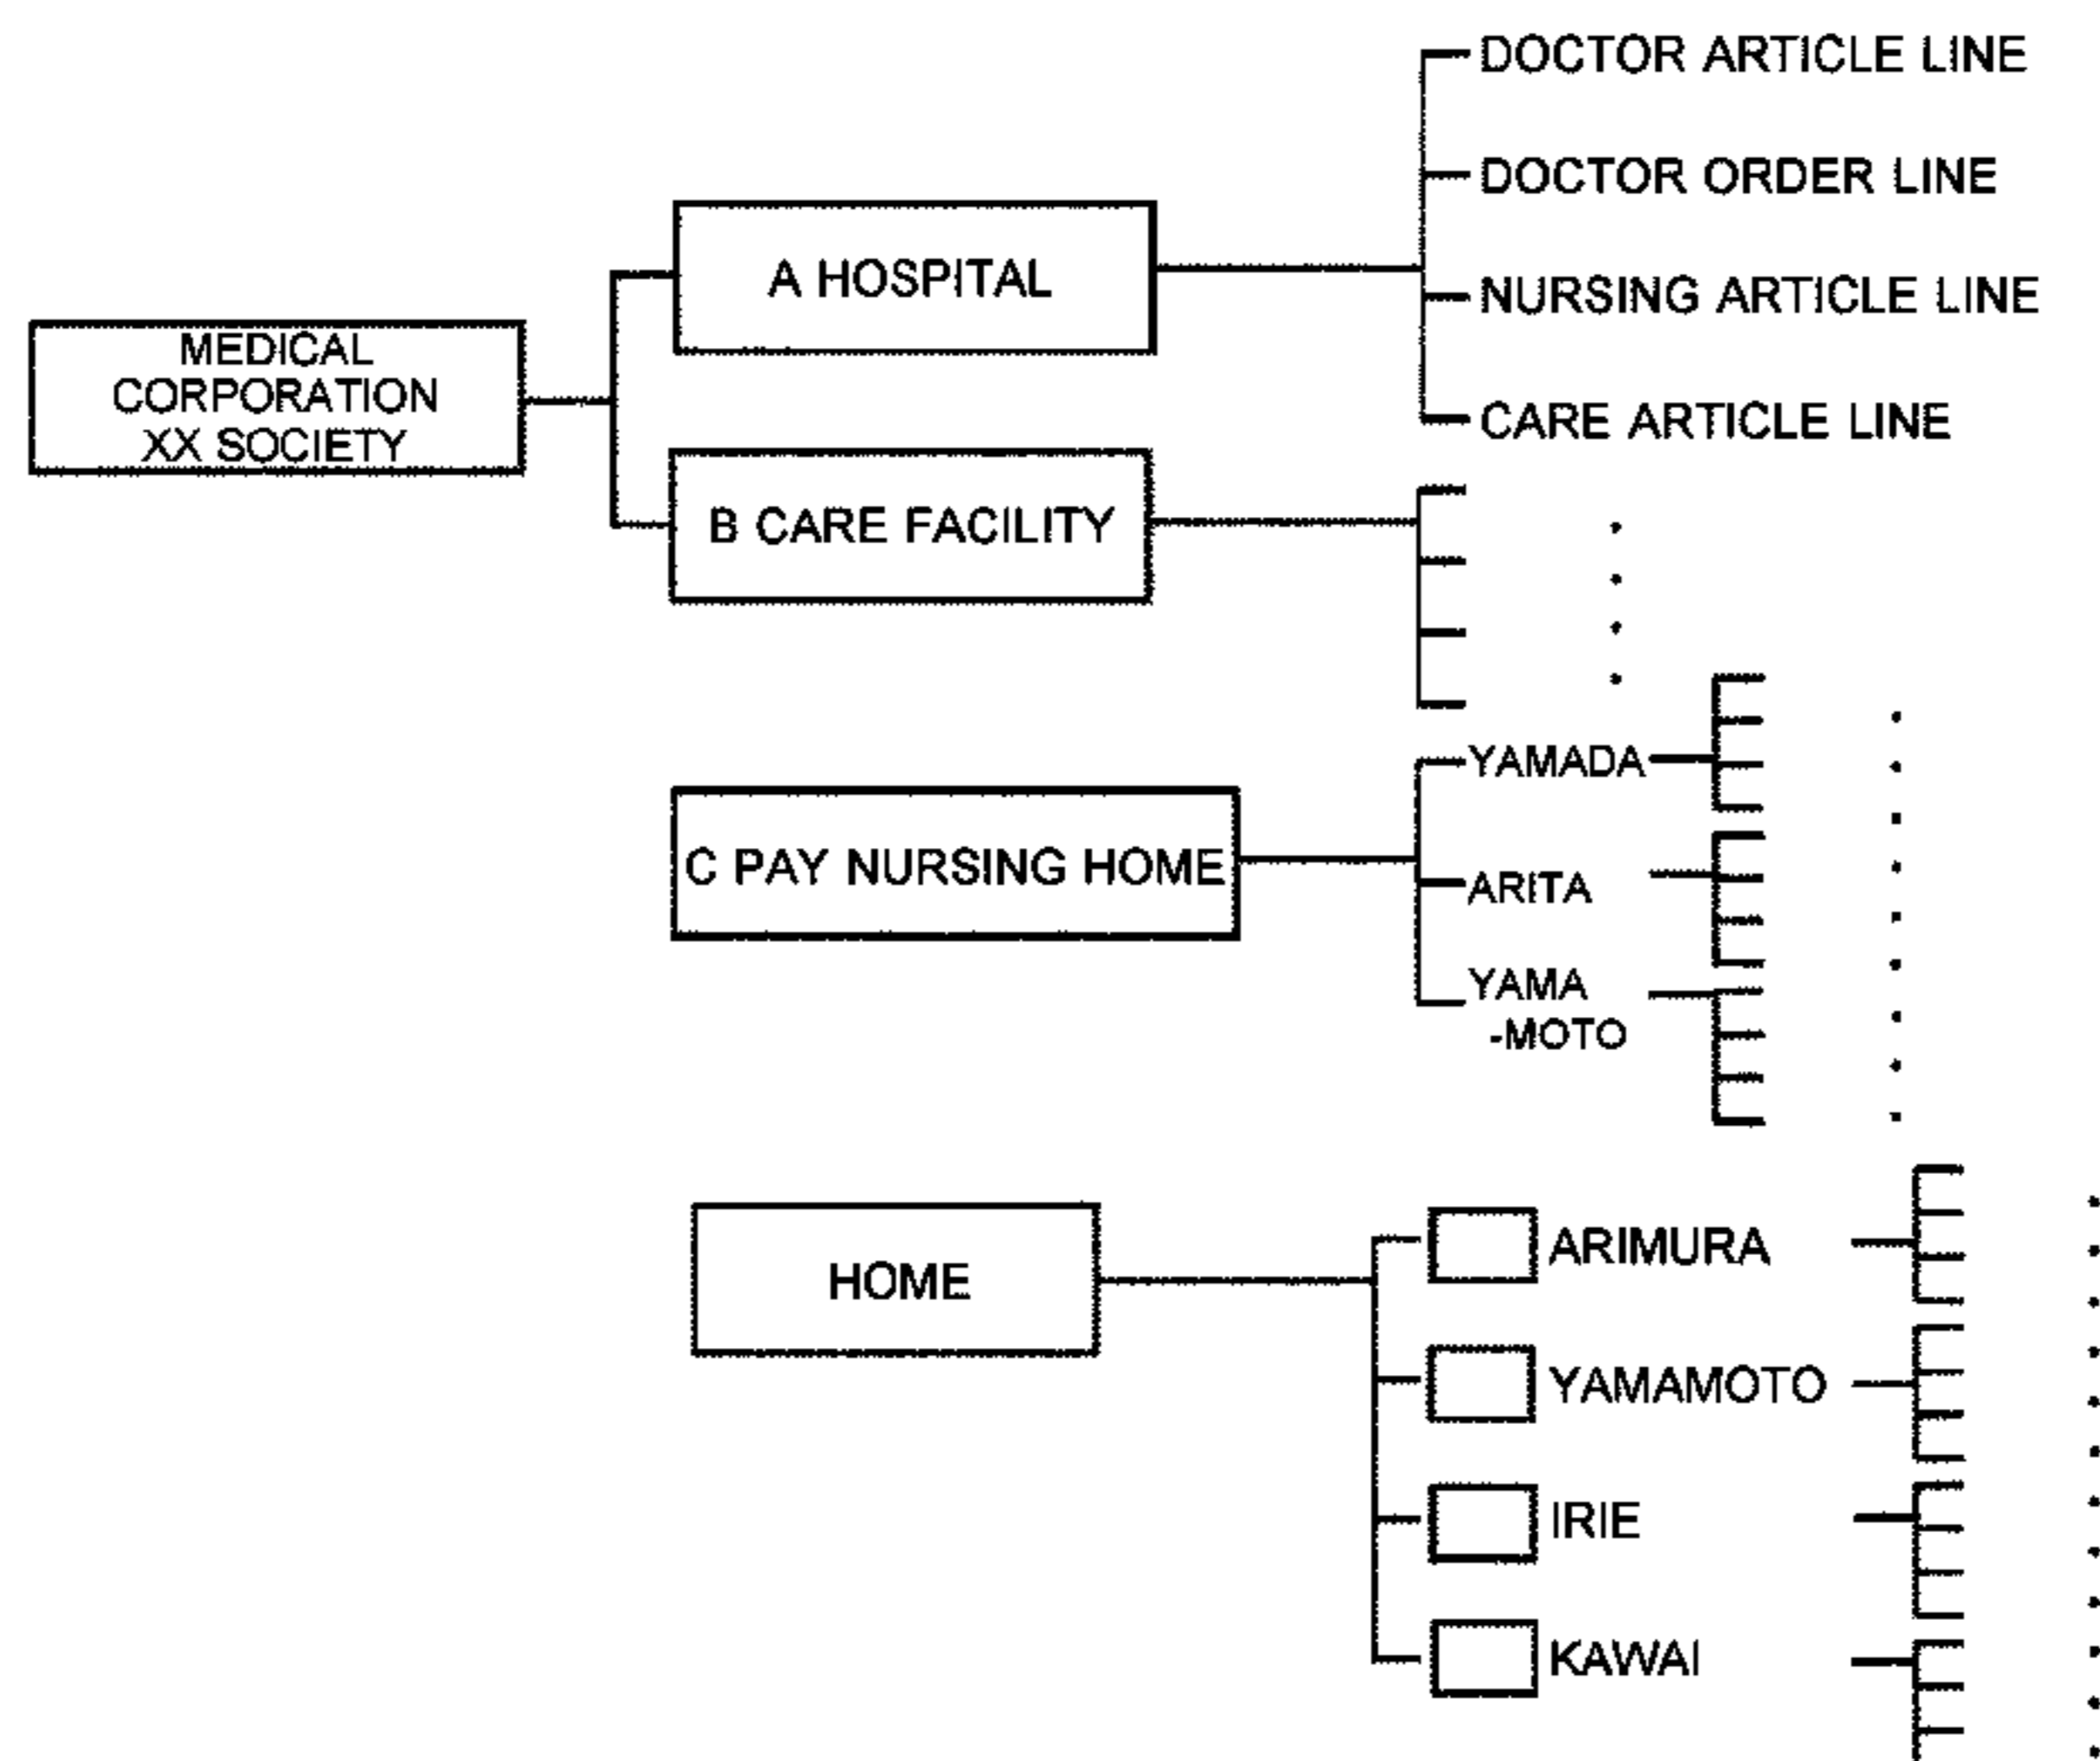 MEDICAL
CORPORATION
XX SOCIETY
A HOSPITAL
DOCTOR ARTICLE LINE
DOCTOR ORDER LINE
NURSING ARTICLE LINE
CARE ARTICLE LINE
B CARE FACILITY
C PAY NURSING HOME
YAMADA
ARITA
YAMA
-MOTO
HOME
ARIMURA
YAMAMOTO
IRIE
KAWAI